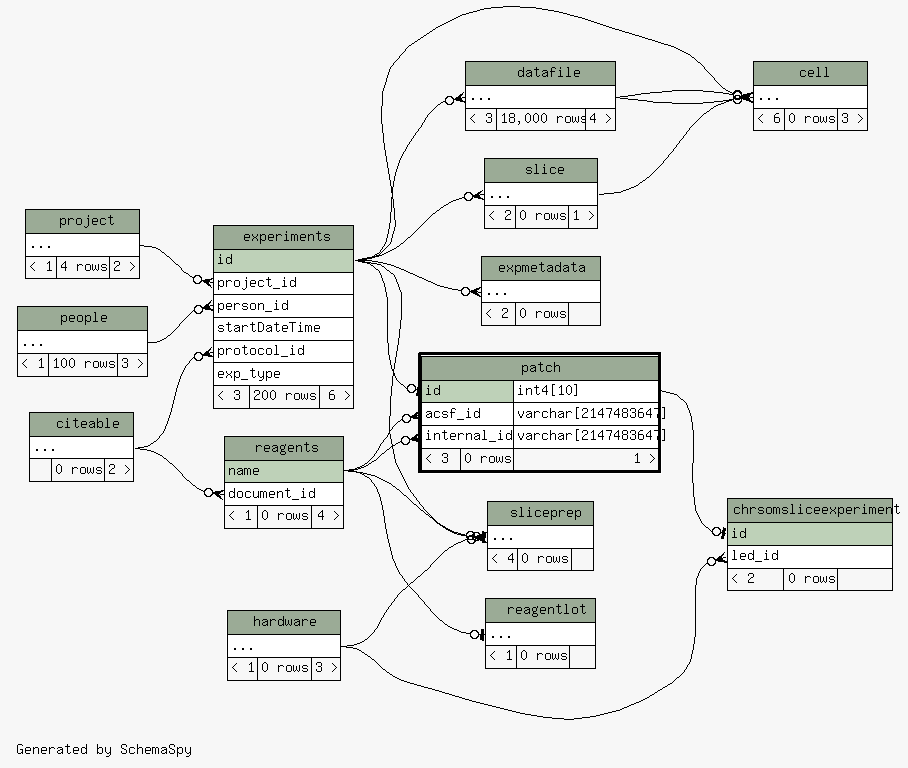 datafile
...
< 3 18,000 rows 4 >
cell
...
< 6 0 rows 3 >
slice
...
< 2 0 rows 1 >
project
...
< 1 4 rows 2 >
experiments
id
project_id
person_id
startDateTime
protocol_id
exp_type
< 3 200 rows 6 >
expmetadata
...
< 2 0 rows
people
...
< 1 100 rows 3 >
patch
id int4[10]
acsf_id varchar[2147483647]
internal_id varchar[2147483647]
< 3 0 rows 1 >
citeable
...
0 rows 2 >
reagents
name
document_id
< 1 0 rows 4 >
sliceprep
...
< 4 0 rows
chrsomsliceexperiment
id
led_id
< 2 0 rows
reagentlot
...
< 1 0 rows
hardware
...
< 1 0 rows 3 >
Generated by SchemaSpy